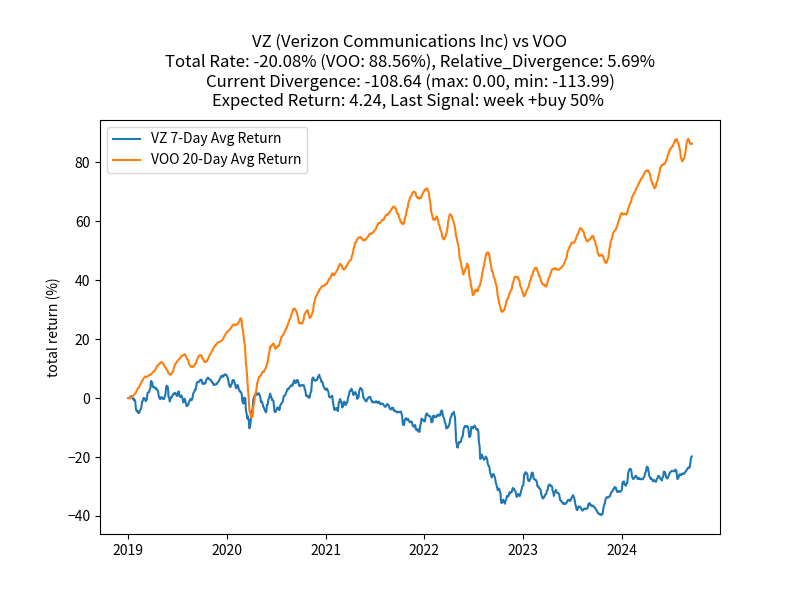 VZ (Verizon Communications Inc) vs VOO
Total Rate: -20.08% (VOO: 88.56%), Relative_Divergence: 5.69%
Current Divergence: -108.64 (max: 0.00, min: -113.99)
Expected Return: 4.24, Last Signal: week +buy 50%
VZ 7-Day Avg Return
VOO 20-Day Avg Return
total return (%)
80
60
40
20
0
−20
−40
2019
2020
2021
2022
2023
2024